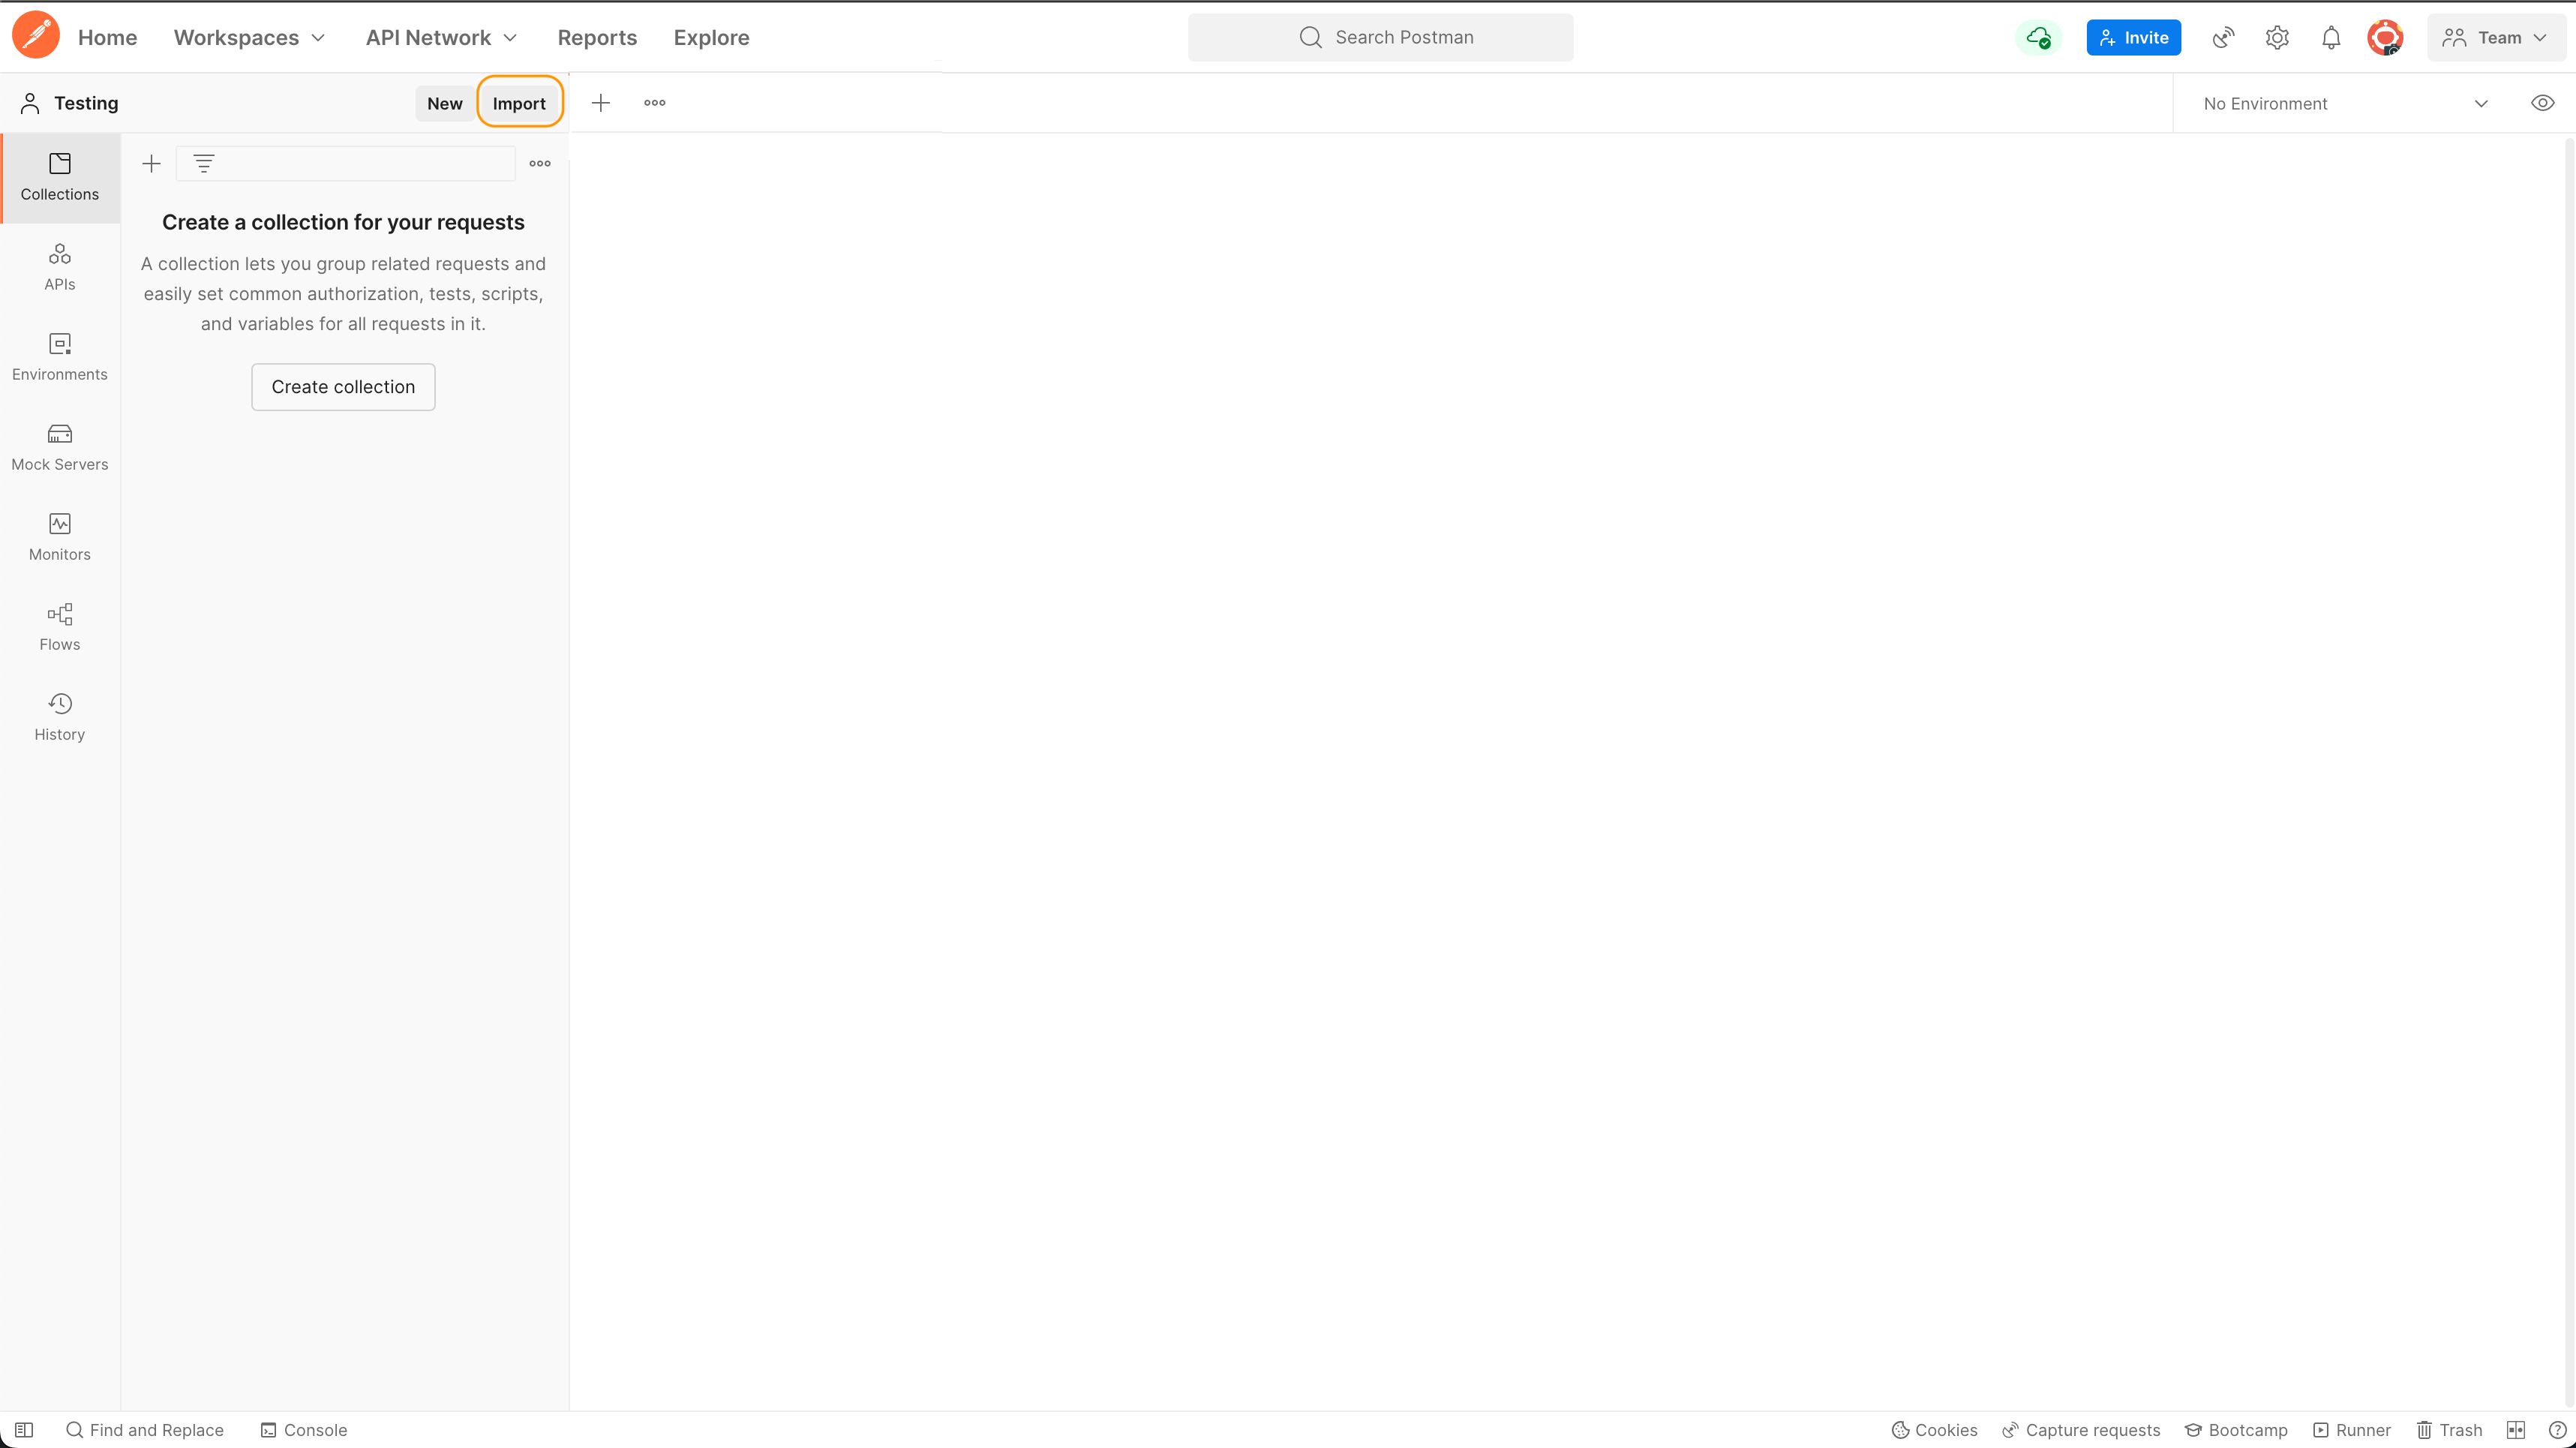 Home
Workspaces
API Network
Reports
Explore
Search Postman
Invite
Team
Testing
New
Import
No Environment
Collections
APIs
Environments
Mock Servers
Monitors
Flows
History
Create a collection for your requests
A collection lets you group related requests and
easily set common authorization, tests, scripts,
and variables for all requests in it.
Create collection
Find and Replace
Console
Cookies
Capture requests
Bootcamp
Runner
Trash